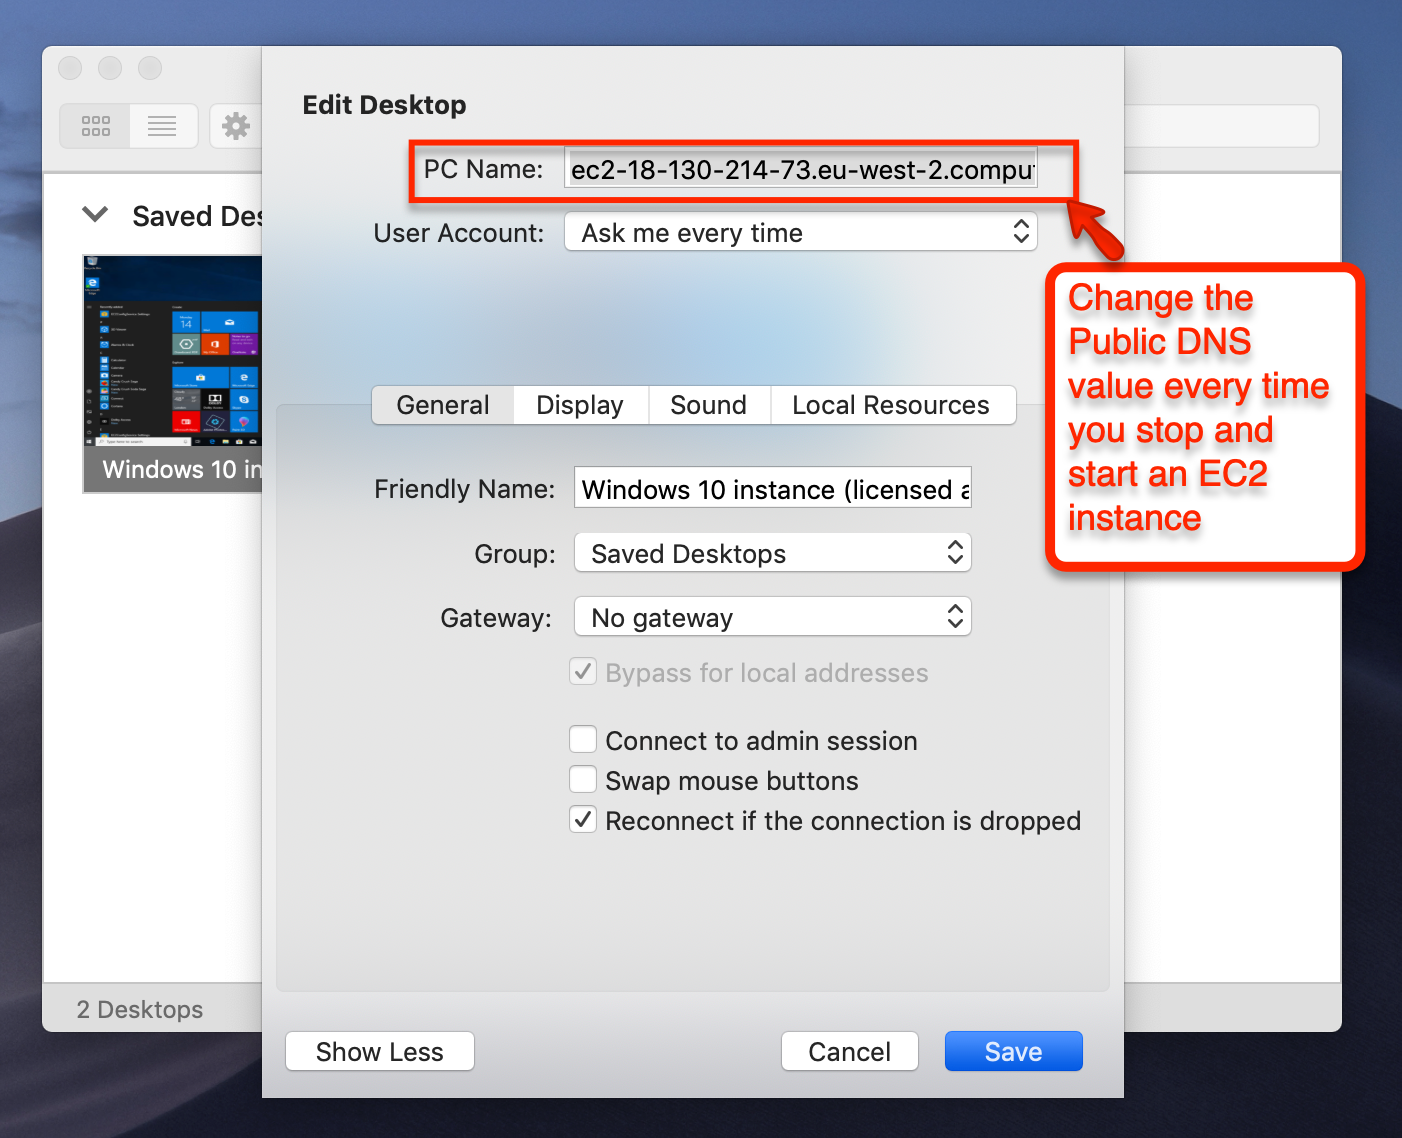 Edit Desktop
PC Name: ec2-18-130-214-73.eu-west-2.compu
User Account: Ask me every time
Change the
Public DNS
value every time
you stop and
start an EC2
instance
Saved Des
Windows 10 in
General Display Sound Local Resources
Friendly Name: Windows 10 instance (licensed a
Group: Saved Desktops
Gateway: No gateway
Bypass for local addresses
Connect to admin session
Swap mouse buttons
Reconnect if the connection is dropped
2 Desktops
Show Less Cancel Save